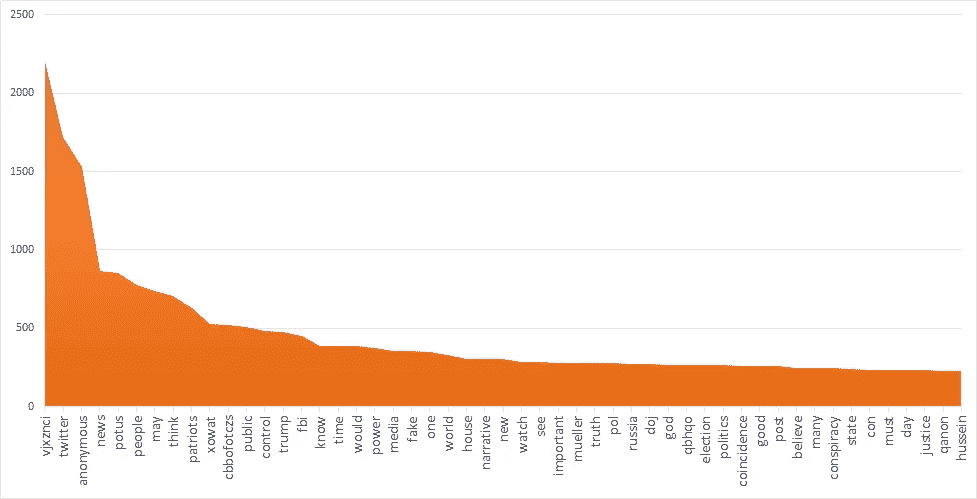 2500
2000
1500
1000
500
0
vjxznci
twitter
anonymous
news
potus
people
may
think
patriots
xowat
cbbofotczs
public
control
trump
fbi
know
time
would
power
media
fake
one
world
house
narrative
new
watch
see
important
mueller
truth
pol
russia
doj
god
qbhqo
election
politics
coincidence
good
post
believe
many
conspiracy
state
con
must
day
justice
qanon
hussein